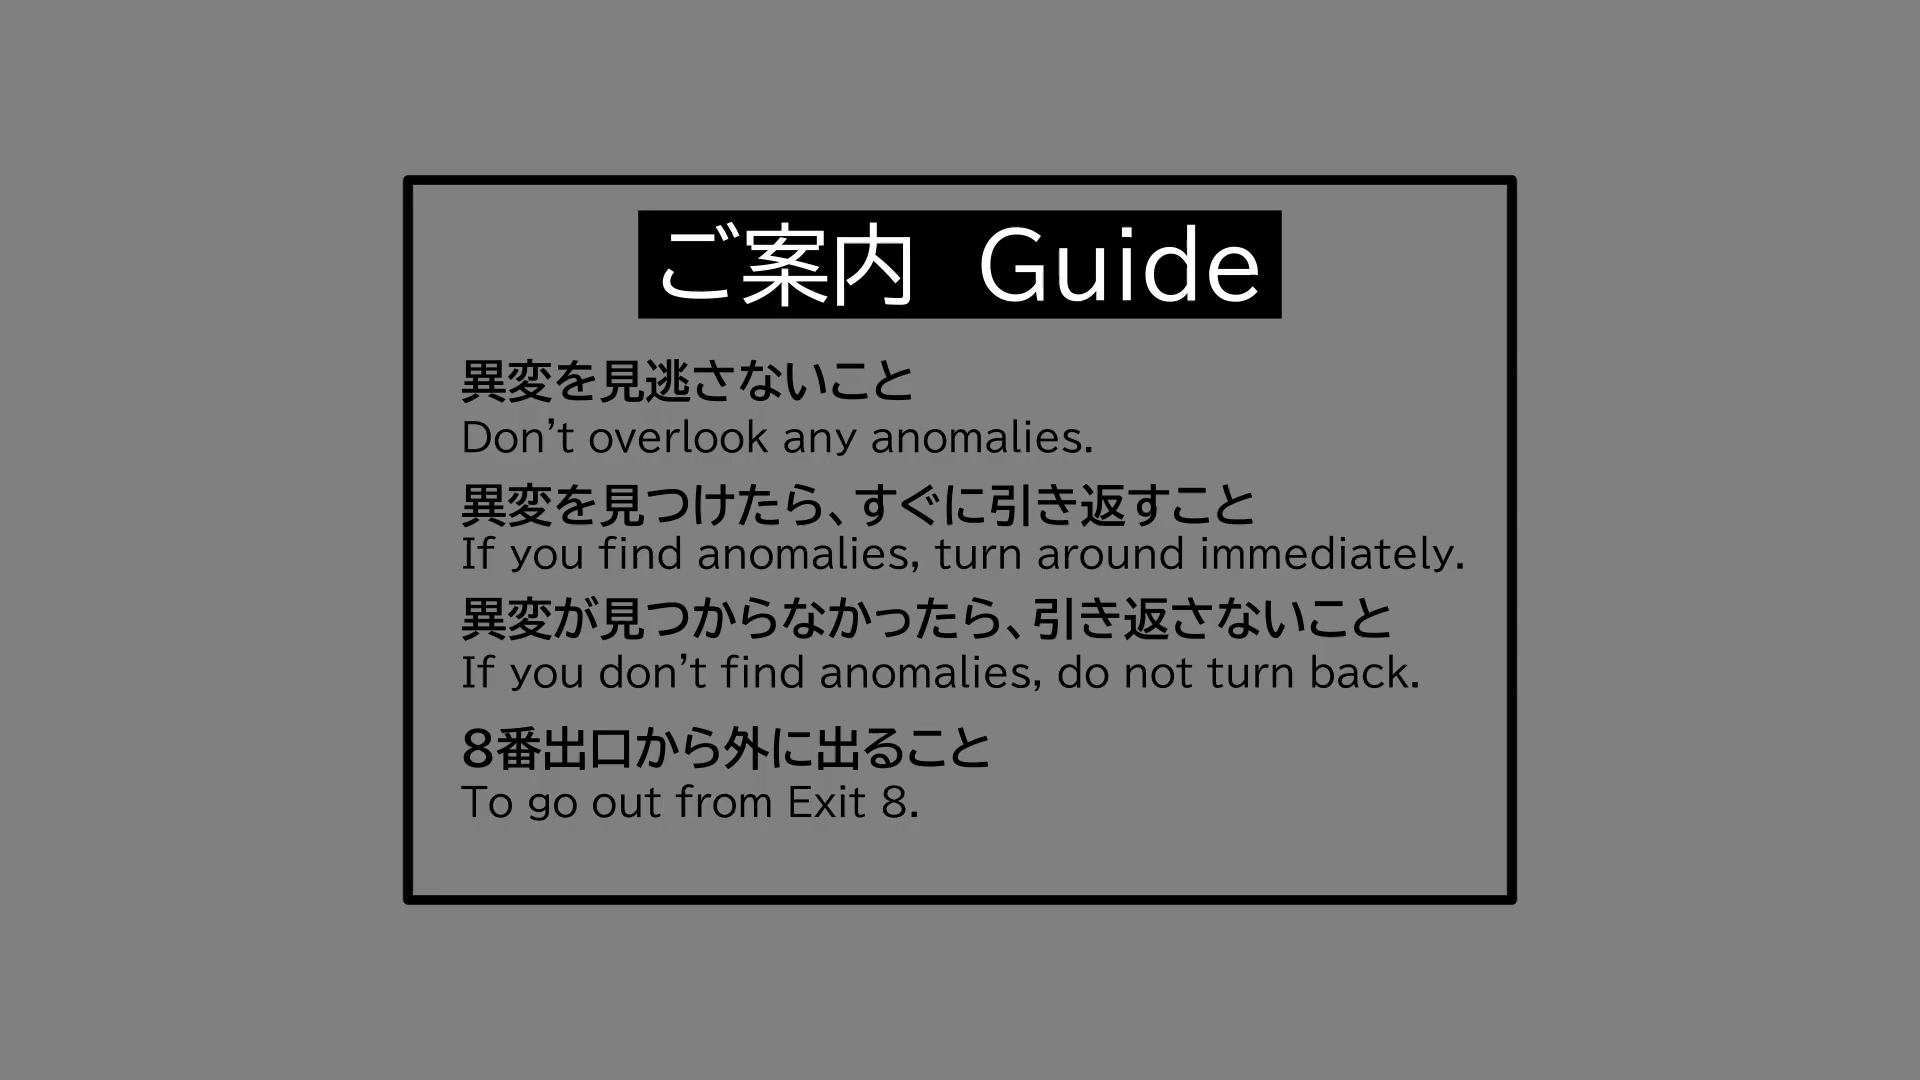 ご案内　Guide
異変を見逃さないこと
Don’t overlook any anomalies.
異変を見つけたら、すぐに引き返すこと
If you find anomalies, turn around immediately.
異変が見つからなかったら、引き返さないこと
If you don’t find anomalies, do not turn back.
8番出口から外に出ること
To go out from Exit 8.